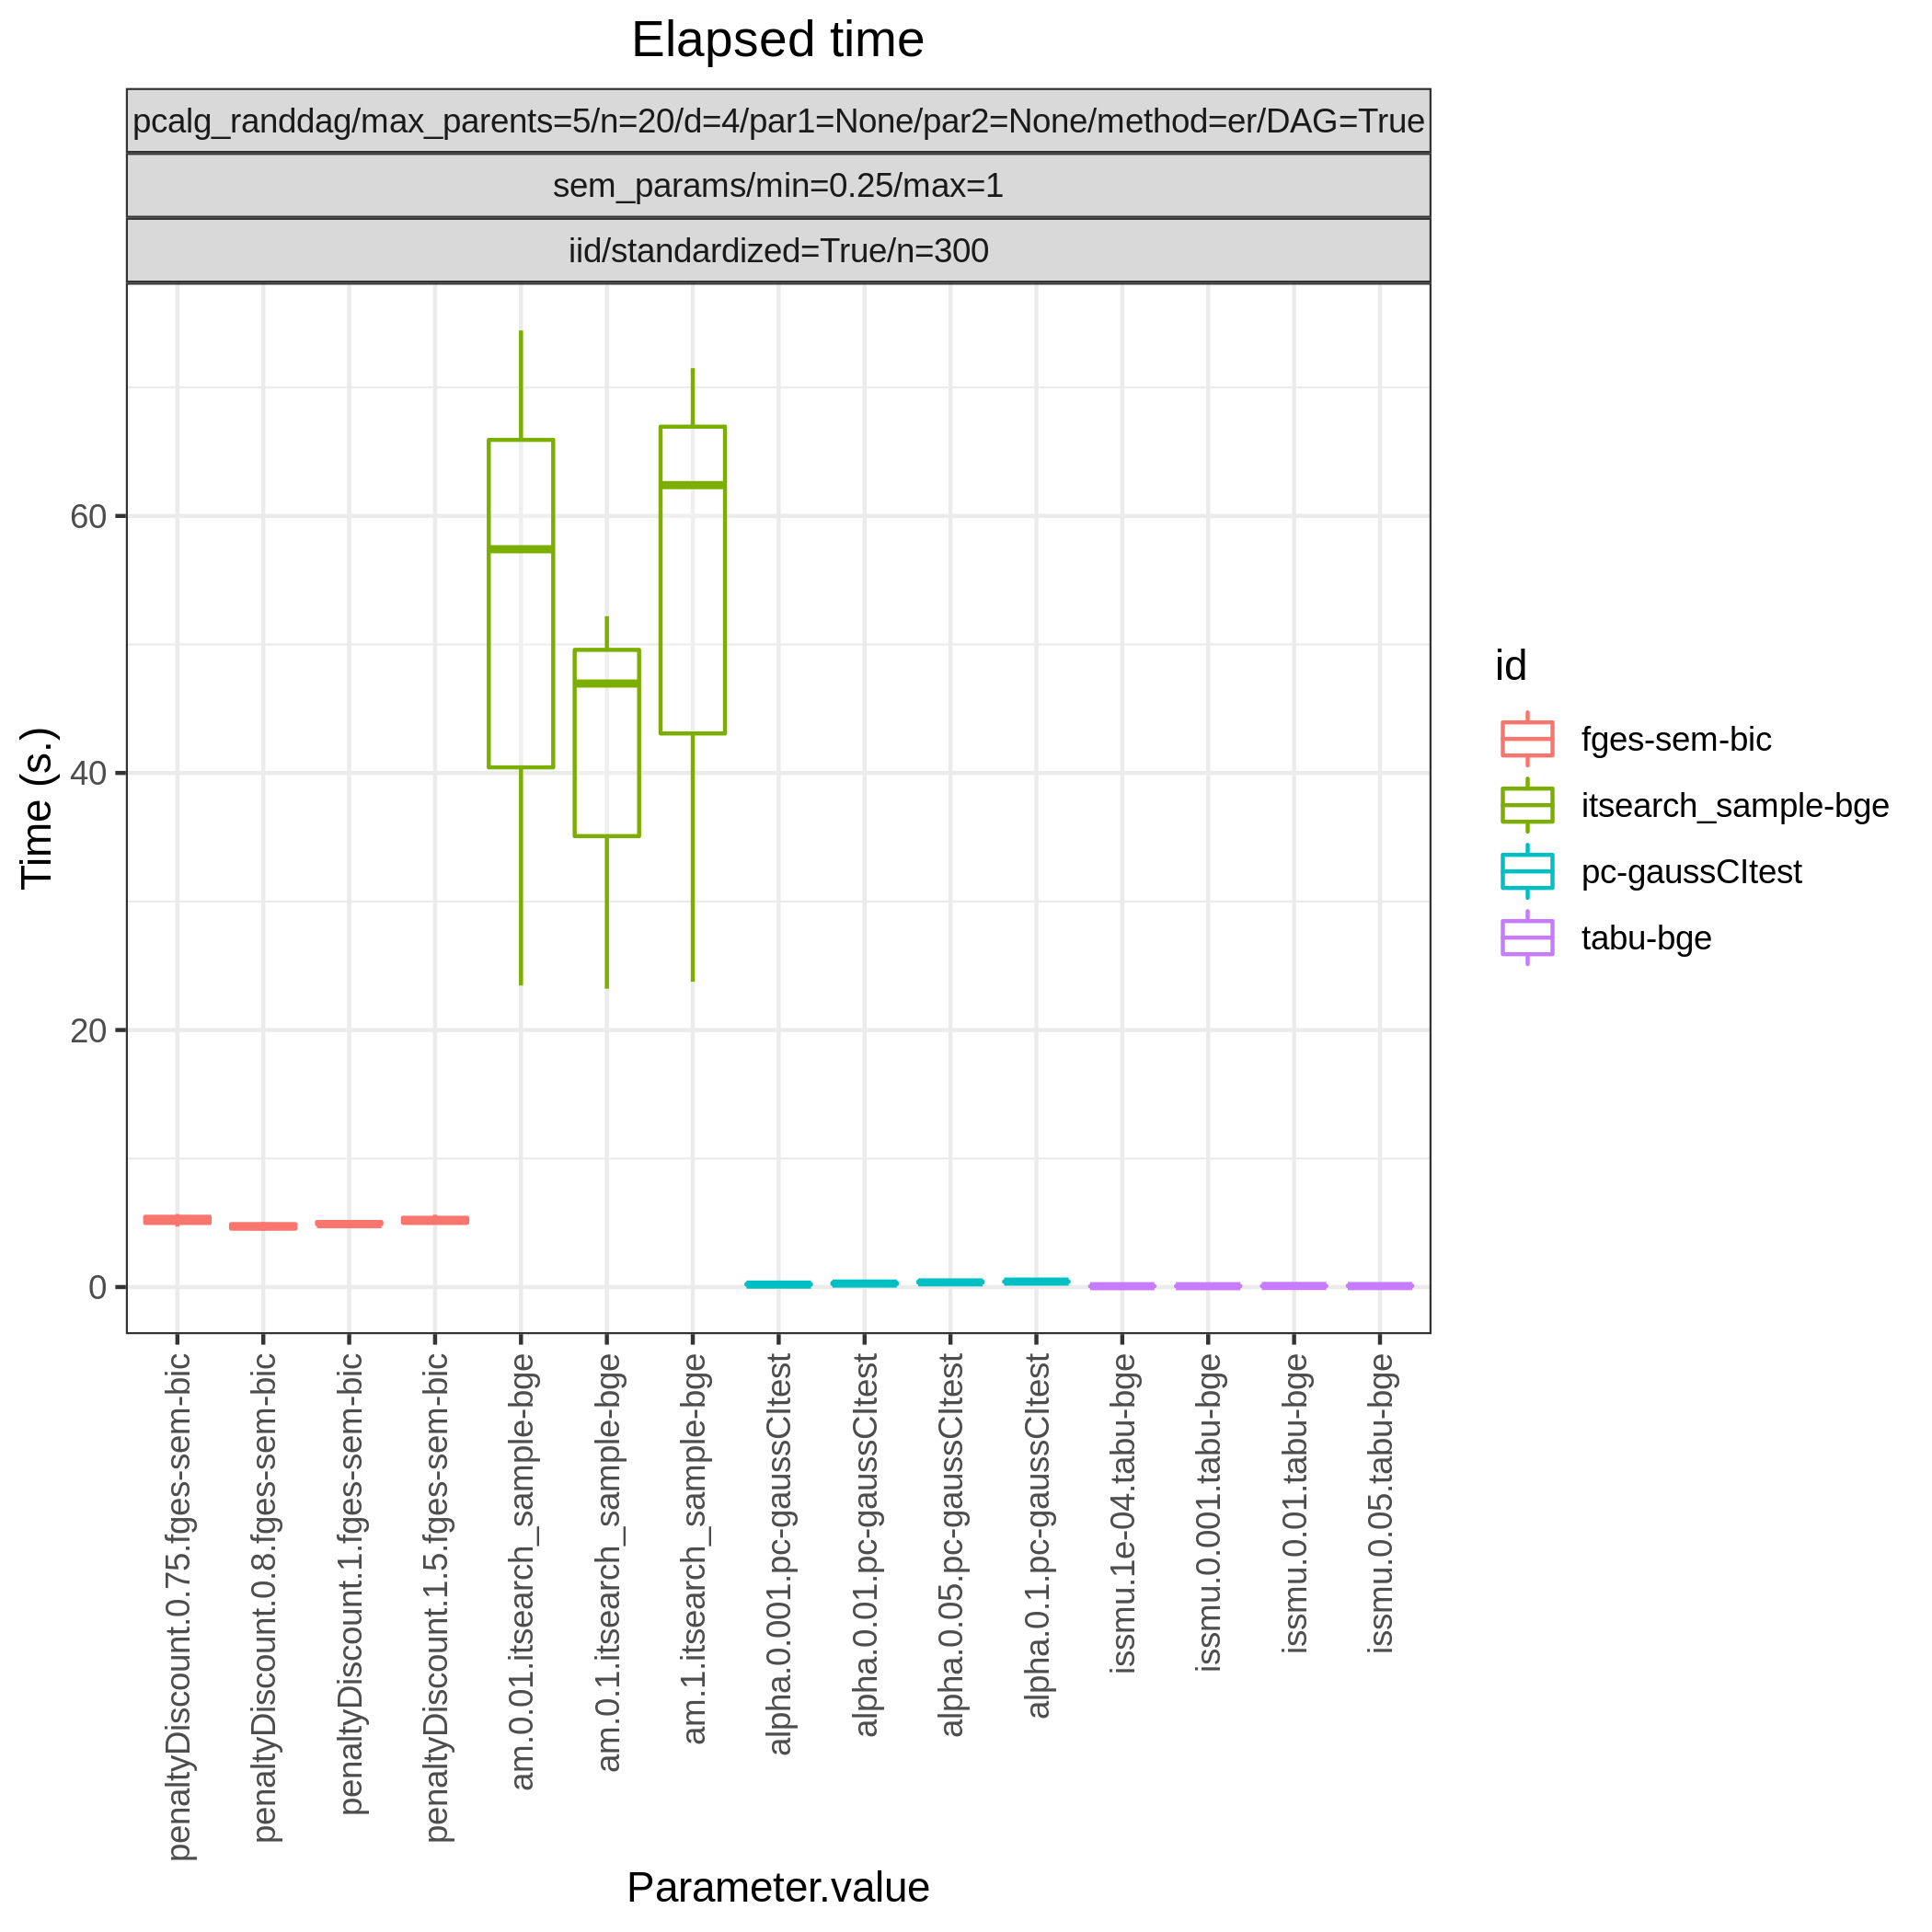 Elapsed time
pcalg_randdag/max_parents=5/n=20/d=4/par1=None/par2=None/method=er/DAG=True
sem_params/min=0.25/max=1
iid/standardized=True/n=300
Time (s.)
60
40
20
0
penaltyDiscount.0.75.fges-sem-bic
penaltyDiscount.0.8.fges-sem-bic
penaltyDiscount.1.fges-sem-bic
penaltyDiscount.1.5.fges-sem-bic
am.0.01.itsearch_sample-bge
am.0.1.itsearch_sample-bge
am.1.itsearch_sample-bge
alpha.0.001.pc-gaussCItest
alpha.0.01.pc-gaussCItest
alpha.0.05.pc-gaussCItest
alpha.0.1.pc-gaussCItest
issmu.1e-04.tabu-bge
issmu.0.001.tabu-bge
issmu.0.01.tabu-bge
issmu.0.05.tabu-bge
Parameter.value
id
fges-sem-bic
itsearch_sample-bge
pc-gaussCItest
tabu-bge